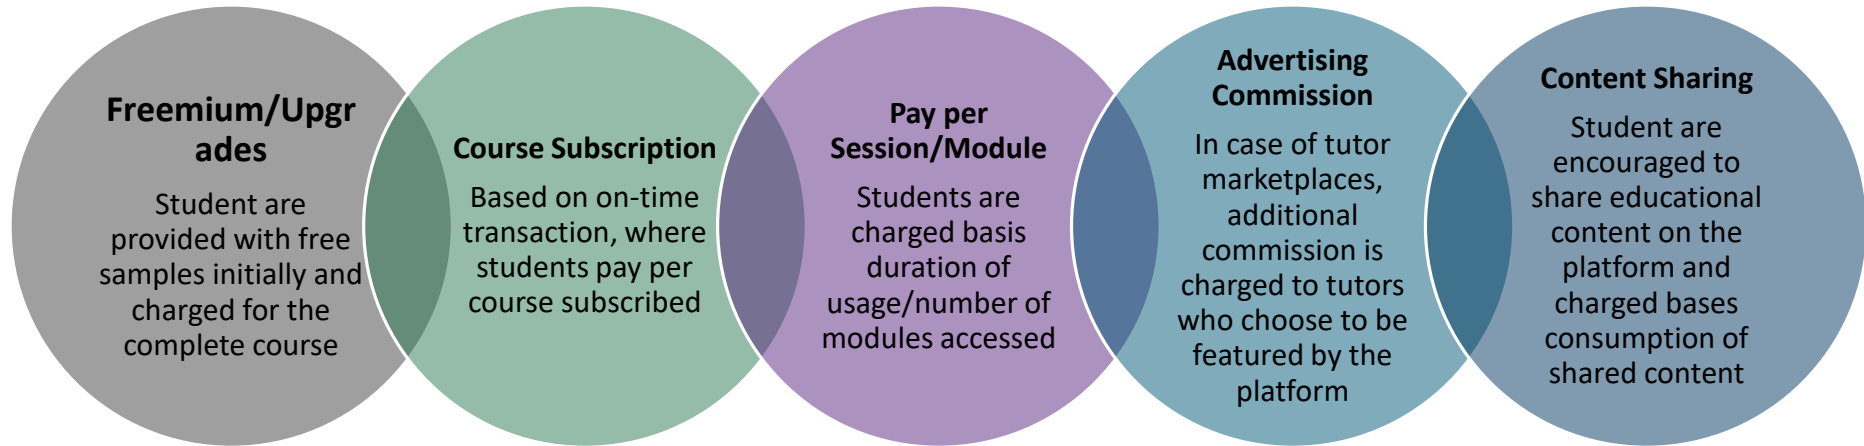 Freemium/Upgr
ades
Student are
provided with free
samples initially and
charged for the
complete course
Course Subscription
Based on on-time
transaction, where
students pay per
course subscribed
Pay per
Session/Module
Students are
charged basis
duration of
usage/number of
modules accessed
Advertising
Commission
In case of tutor
marketplaces,
additional
commission is
charged to tutors
who choose to be
featured by the
platform
Content Sharing
Student are
encouraged to
share educational
content on the
platform and
charged bases
consumption of
shared content